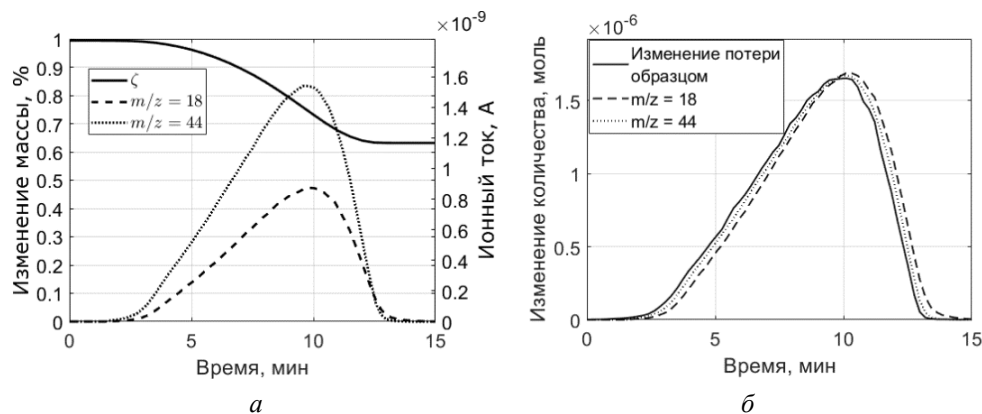 ×10⁻⁹
1
0.9
0.8
0.7
0.6
0.5
0.4
0.3
0.2
0.1
0
Изменение массы, %
ζ
m/z = 18
m/z = 44
1.6
1.4
1.2
1
0.8
0.6
0.4
0.2
0
Ионный ток, А
0 5 10 15
Время, мин
а
×10⁻⁶
1.5
1
0.5
0
Изменение количества, моль
Изменение потери
образцом
m/z = 18
m/z = 44
0 5 10 15
Время, мин
б